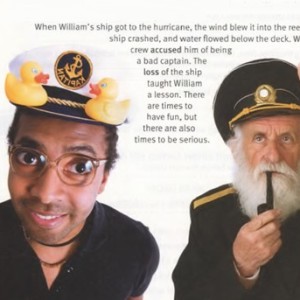 When William's ship got to the hurricane, the wind blew it into the ree
ship crashed, and water flowed below the deck. W
crew accused him of being
a bad captain. The
loss of the ship
taught William
a lesson. There
are times to
have fun, but
there are also
times to be serious.
CAPTAIN